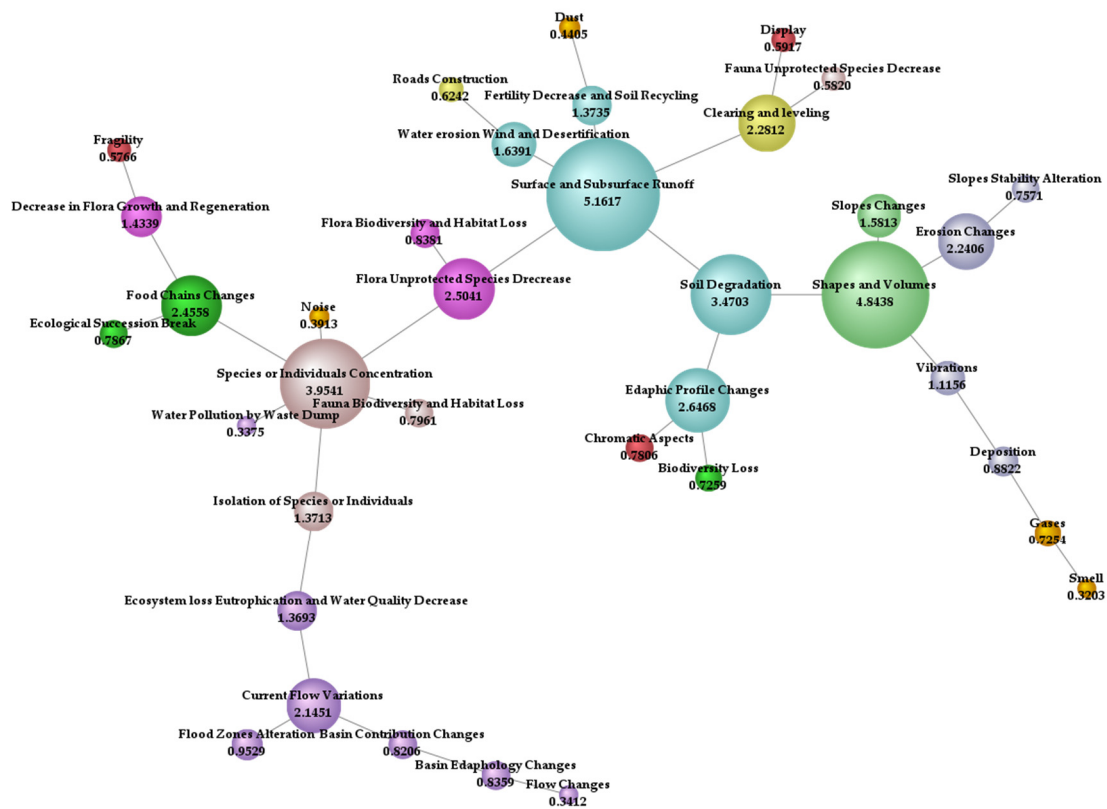 Dust
0.4405
Display
0.5917
Fauna Unprotected Species Decrease
0.5820
Roads Construction
0.6242
Fertility Decrease and Soil Recycling
1.3735
Clearing and leveling
2.2812
Water erosion Wind and Desertification
1.6391
Fragility
0.5766
Surface and Subsurface Runoff
5.1617
Slopes Stability Alteration
0.7571
Decrease in Flora Growth and Regeneration
1.4339
Slopes Changes
1.5813
Flora Biodiversity and Habitat Loss
0.8381
Erosion Changes
2.2406
Flora Unprotected Species Drecrease
2.5041
Soil Degradation
3.4703
Shapes and Volumes
4.8438
Food Chains Changes
2.4558
Noise
0.3913
Ecological Succession Break
0.7867
Species or Individuals Concentration
3.9541
Vibrations
1.1156
Edaphic Profile Changes
2.6468
Fauna Biodiversity and Habitat Loss
0.7961
Water Pollution by Waste Dump
0.3375
Chromatic Aspects
0.7806
Deposition
0.8822
Biodiversity Loss
0.7259
Isolation of Species or Individuals
1.3713
Gases
0.7254
Smell
0.3203
Ecosystem loss Eutrophication and Water Quality Decrease
1.3693
Current Flow Variations
2.1451
Flood Zones Alteration
0.9529
Basin Contribution Changes
0.8206
Basin Edaphology Changes
0.8359
Flow Changes
0.3412